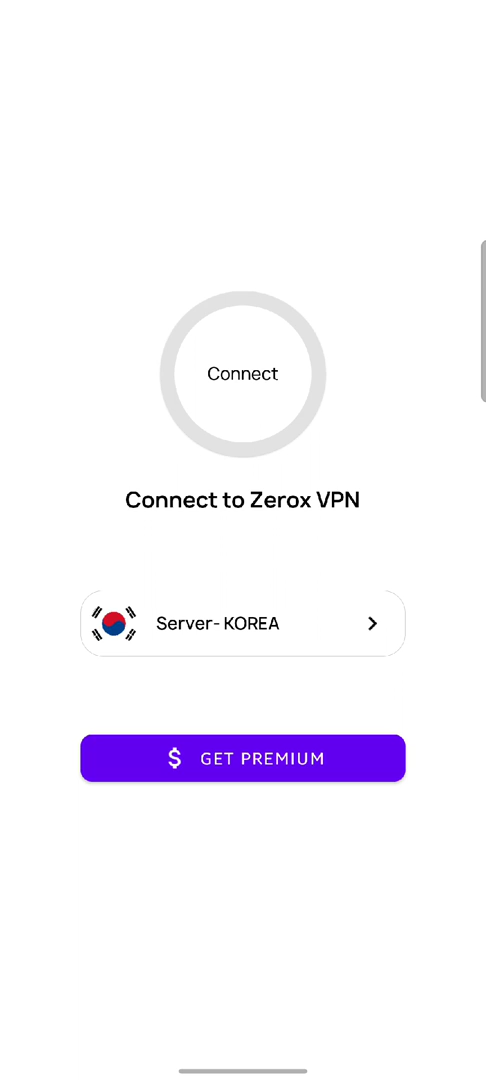 Connect
Connect to Zerox VPN
Server- KOREA
$ GET PREMIUM